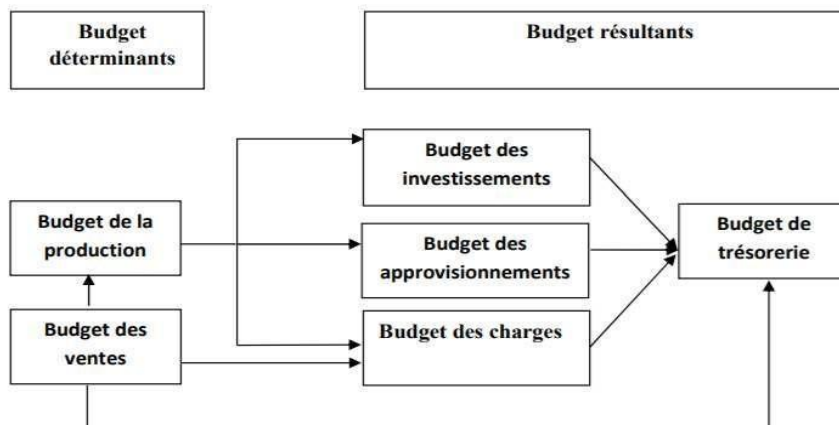 Budget
déterminants
Budget résultants
Budget des
investissements
Budget de la
production
Budget des
approvisionnements
Budget de
trésorerie
Budget des
ventes
Budget des charges